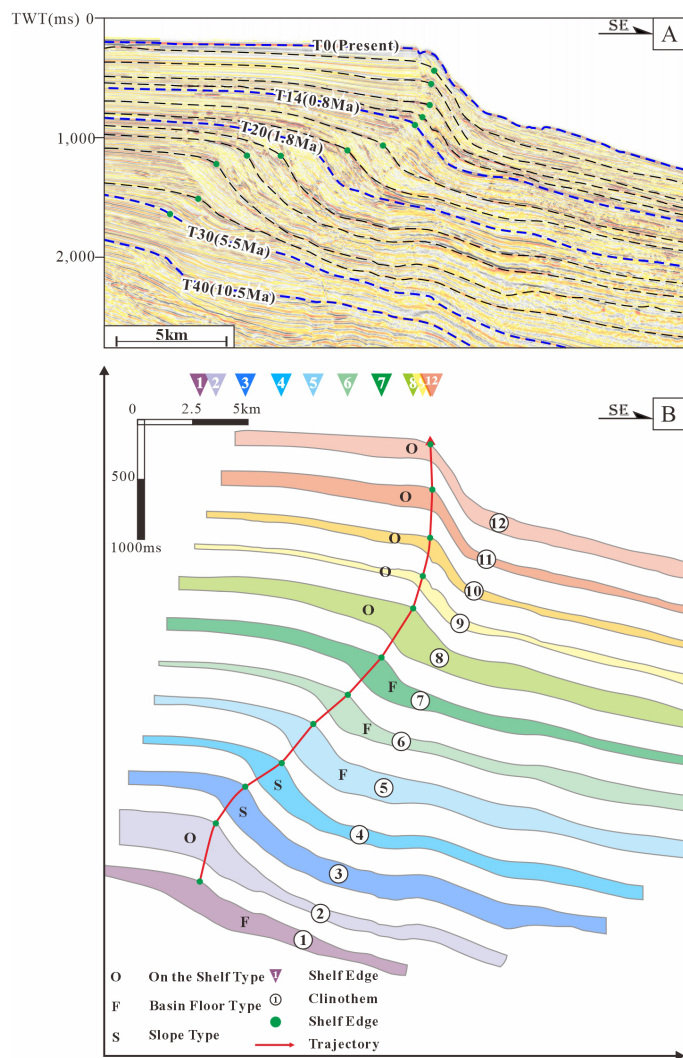 TWT(ms) 0
SE A
T0(Present)
T14(0.8Ma)
1,000
T20(1.8Ma)
T30(5.5Ma)
2,000
T40(10.5Ma)
5km
1 2 3 4 5 6 7 8 12
0 2.5 5km
SE B
O
500
12
O
1000ms
11
O
10
O
9
O
8
F
7
F
6
F
5
S
4
O S
3
2
F
1
O On the Shelf Type
1 Shelf Edge
F Basin Floor Type
1 Clinothem
Shelf Edge
S Slope Type
Trajectory